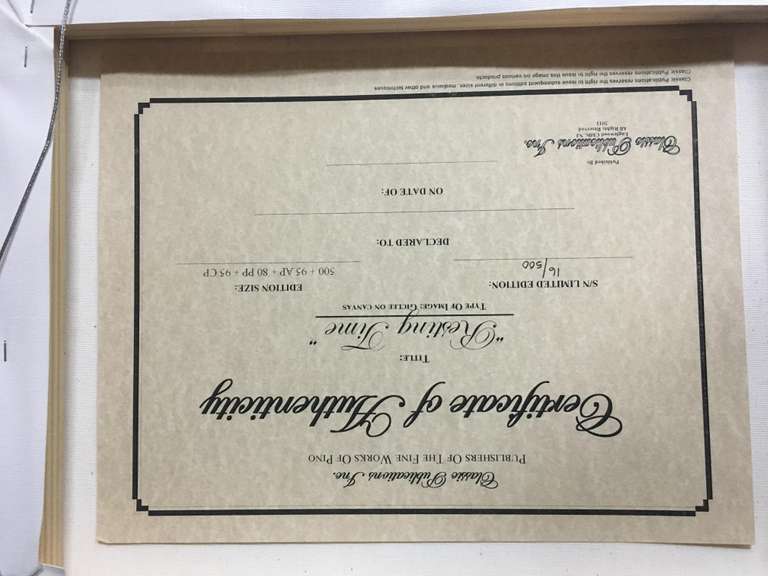 Classic Publications Inc.
PUBLISHERS OF THE FINE WORKS OF PINO
Certificate of Authenticity
TITLE:
"Resting Time"
TYPE OF IMAGE: GICLEE ON CANVAS
S/N LIMITED EDITION: EDITION SIZE:
16/500 500 + 95 AP + 80 PP + 95 CP
DECLARED TO:
ON DATE OF:
Published By
Classic Publications Inc.
Englewood Cliffs, NJ
All Rights Reserved
2011
Classic Publications reserves the right to issue subsequent editions in different sizes, mediums, and other techniques
Classic Publications reserves the right to issue this image on various products